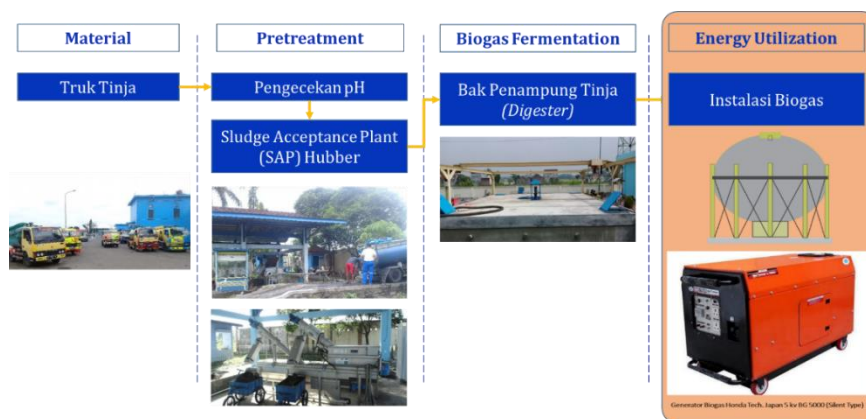 Material
Pretreatment
Biogas Fermentation
Energy Utilization
Truk Tinja
Pengecekan pH
Sludge Acceptance Plant
(SAP) Hubber
Bak Penampung Tinja
(Digester)
Instalasi Biogas
Generator Biogas Honda Tech. Japan 5 kv BG 5000 (Silent Type)